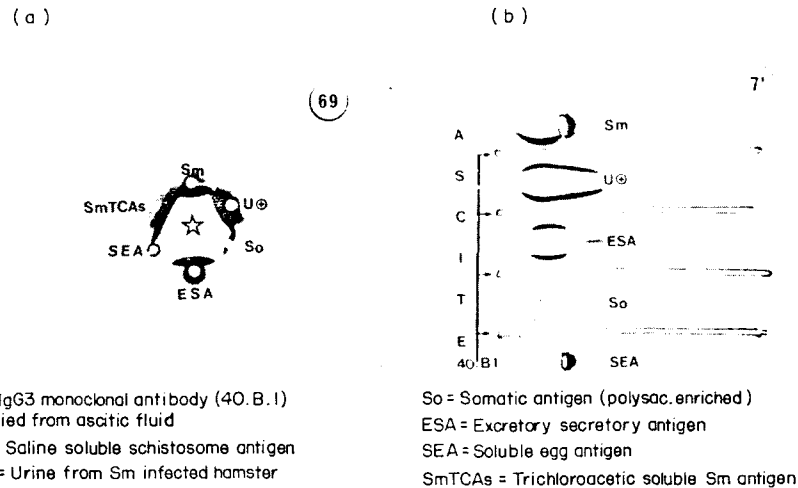 (a)
(b)
69
7'
Sm
SmTCAs
U⊕
SEA
So
ESA
A
S
C
I
T
E
40.B1
Sm
U⊕
ESA
So
SEA
IgG3 monoclonal antibody (40.B.1)
ied from ascitic fluid
Saline soluble schistosome antigen
= Urine from Sm infected hamster
So = Somatic antigen (polysac.enriched)
ESA = Excretory secretory antigen
SEA = Soluble egg antigen
SmTCAs = Trichloroacetic soluble Sm antigen